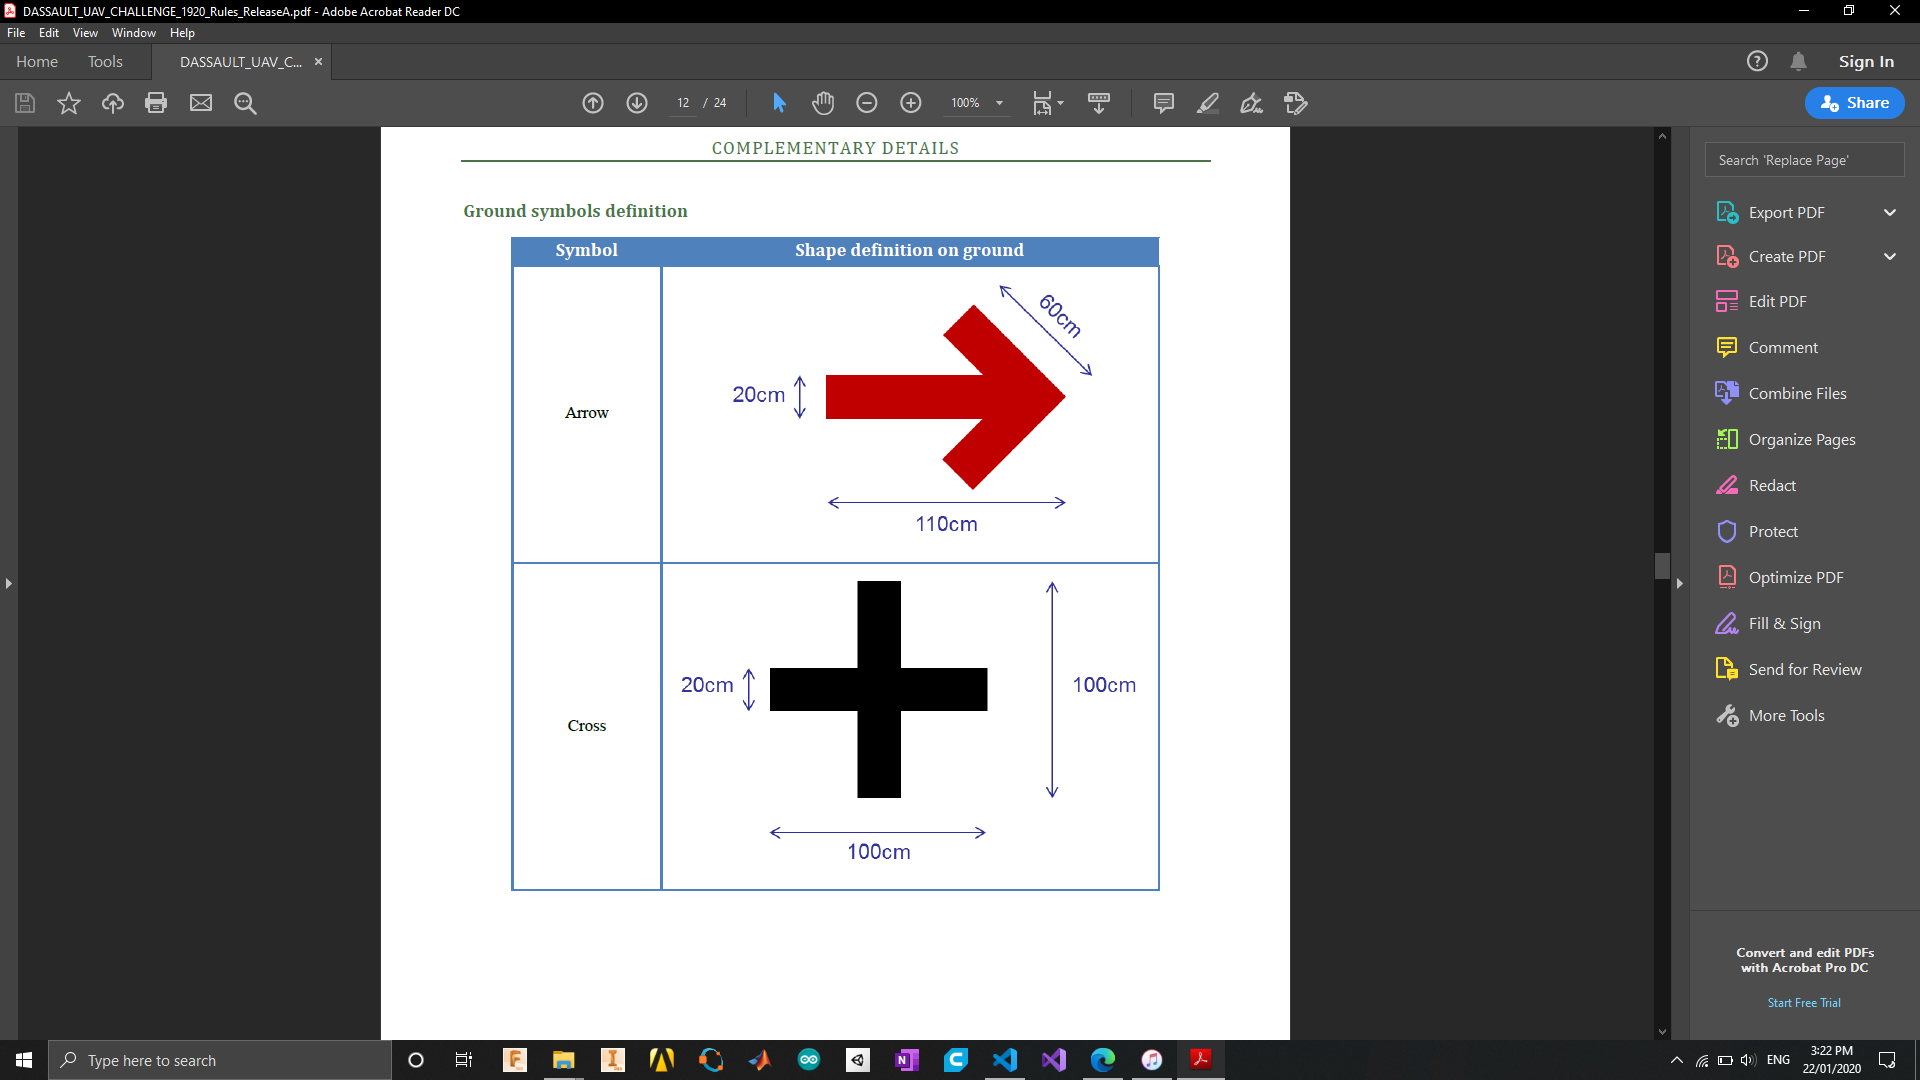 DASSAULT_UAV_CHALLENGE_1920_Rules_ReleaseA.pdf - Adobe Acrobat Reader DC
File Edit View Window Help
Home Tools DASSAULT_UAV_C... × Sign In
12 / 24 100% Share
COMPLEMENTARY DETAILS
Ground symbols definition
Symbol Shape definition on ground
Arrow
60cm
20cm
110cm
Cross
20cm
100cm
100cm
Search 'Replace Page'
Export PDF
Create PDF
Edit PDF
Comment
Combine Files
Organize Pages
Redact
Protect
Optimize PDF
Fill & Sign
Send for Review
More Tools
Convert and edit PDFs
with Acrobat Pro DC
Start Free Trial
Type here to search
ENG
3:22 PM
22/01/2020